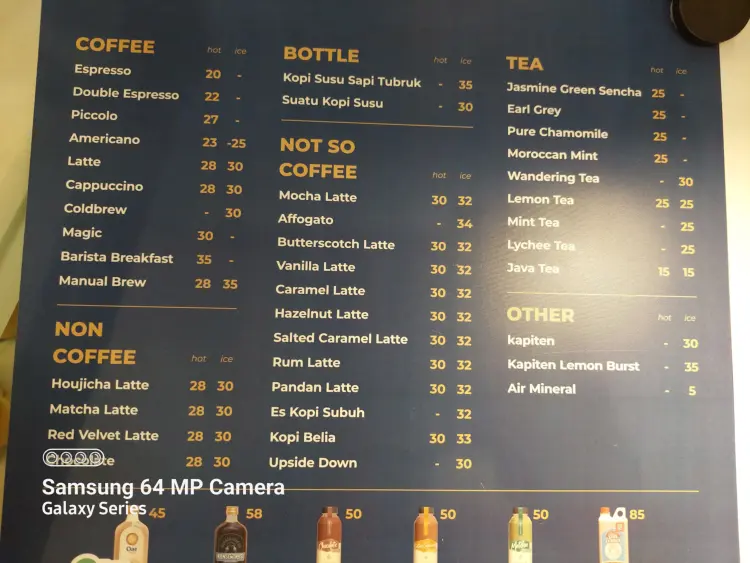 COFFEE hot ice
Espresso 20 -
Double Espresso 22 -
Piccolo 27 -
Americano 23 -25
Latte 28 30
Cappuccino 28 30
Coldbrew - 30
Magic 30 -
Barista Breakfast 35 -
Manual Brew 28 35
NON
COFFEE hot ice
Houjicha Latte 28 30
Matcha Latte 28 30
Red Velvet Latte 28 30
Chocolate 28 30
BOTTLE hot ice
Kopi Susu Sapi Tubruk - 35
Suatu Kopi Susu - 30
NOT SO
COFFEE hot ice
Mocha Latte 30 32
Affogato - 34
Butterscotch Latte 30 32
Vanilla Latte 30 32
Caramel Latte 30 32
Hazelnut Latte 30 32
Salted Caramel Latte 30 32
Rum Latte 30 32
Pandan Latte 30 32
Es Kopi Subuh - 32
Kopi Belia 30 33
Upside Down - 30
TEA hot ice
Jasmine Green Sencha 25 -
Earl Grey 25 -
Pure Chamomile 25 -
Moroccan Mint 25 -
Wandering Tea - 30
Lemon Tea 25 25
Mint Tea - 25
Lychee Tea - 25
Java Tea 15 15
OTHER hot ice
kapiten - 30
Kapiten Lemon Burst - 35
Air Mineral - 5
45 58 50 50 50 85
Samsung 64 MP Camera
Galaxy Series